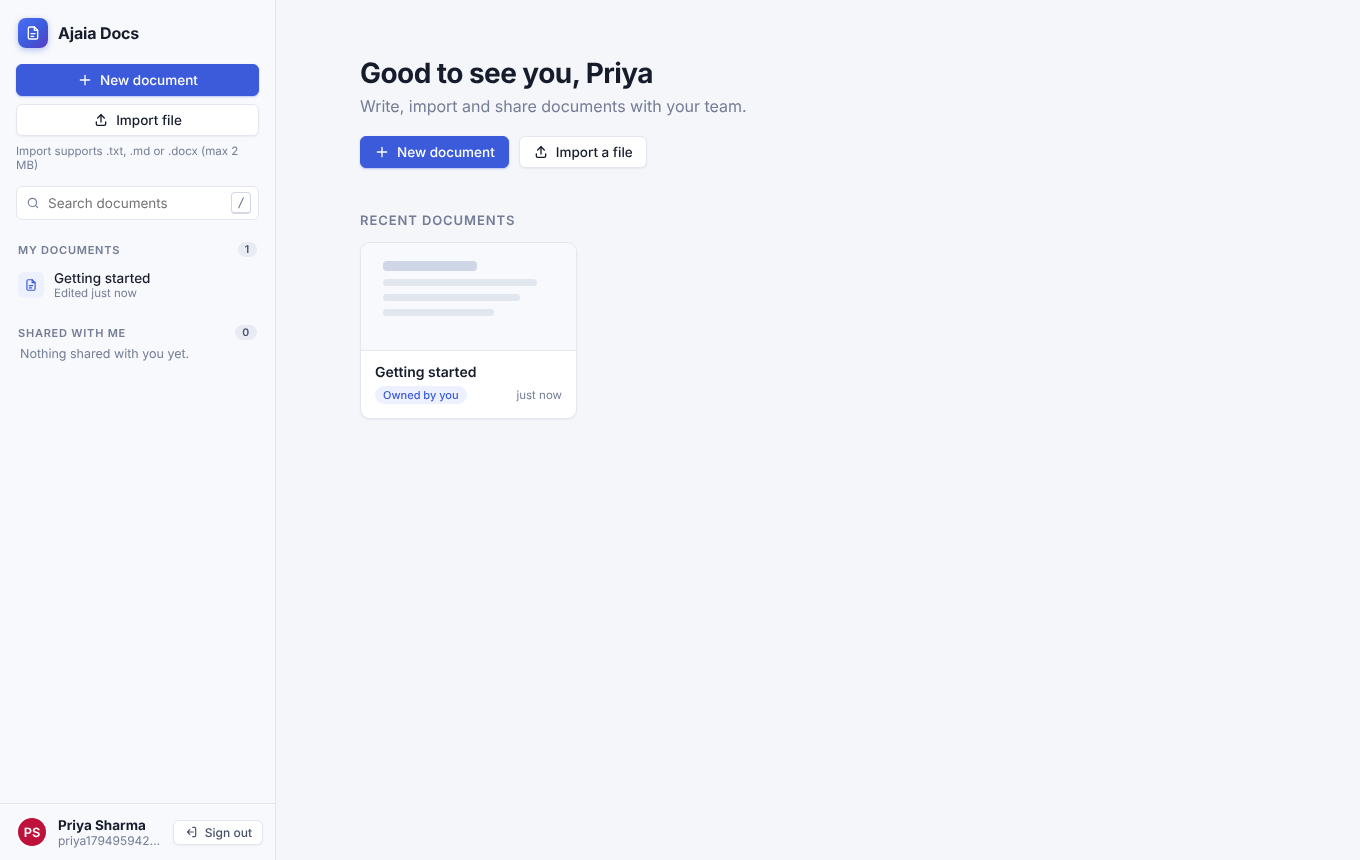 Ajaia Docs
New document
Import file
Import supports .txt, .md or .docx (max 2
MB)
Search documents /
MY DOCUMENTS 1
Getting started
Edited just now
SHARED WITH ME 0
Nothing shared with you yet.
PS
Priya Sharma
priya179495942...
Sign out
Good to see you, Priya
Write, import and share documents with your team.
New document
Import a file
RECENT DOCUMENTS
Getting started
Owned by you just now